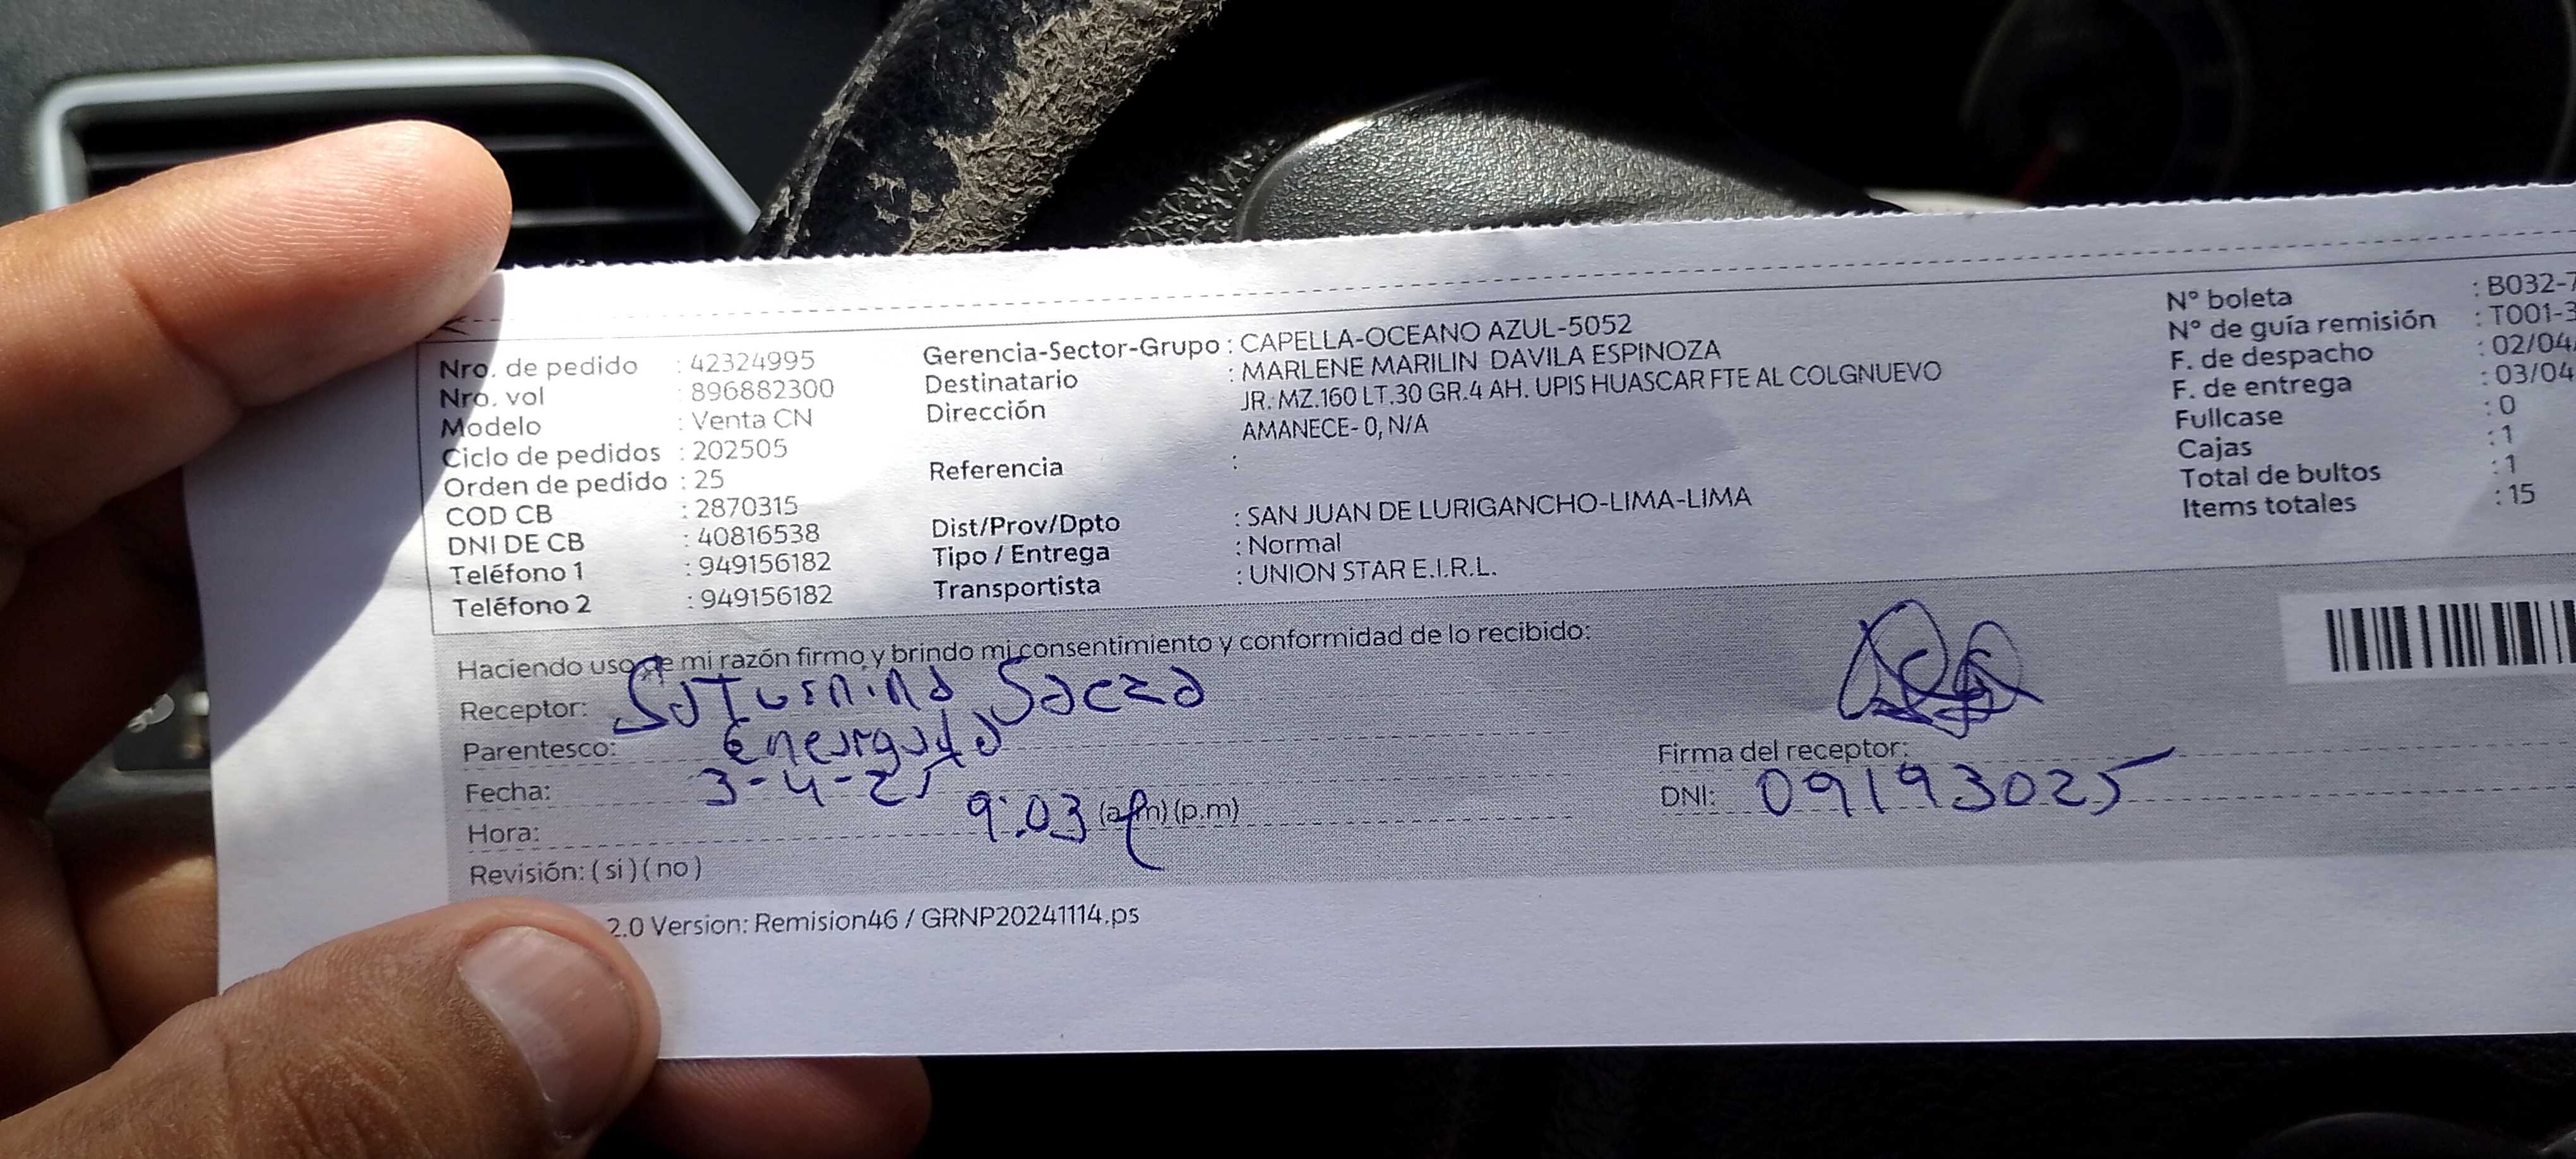 Nro. de pedido : 42324995
Nro. vol : 896882300
Modelo : Venta CN
Ciclo de pedidos : 202505
Orden de pedido : 25
COD CB : 2870315
DNI DE CB : 40816538
Teléfono 1 : 949156182
Teléfono 2 : 949156182
Gerencia-Sector-Grupo : CAPELLA-OCEANO AZUL-5052
Destinatario : MARLENE MARILIN DAVILA ESPINOZA
Dirección JR. MZ.160 LT.30 GR.4 AH. UPIS HUASCAR FTE AL COLGNUEVO
AMANECE- 0, N/A
Referencia :
Dist/Prov/Dpto : SAN JUAN DE LURIGANCHO-LIMA-LIMA
Tipo / Entrega : Normal
Transportista : UNION STAR E.I.R.L.
N° boleta : B032-7
N° de guía remisión : T001-3
F. de despacho : 02/04
F. de entrega : 03/04
Fullcase : 0
Cajas : 1
Total de bultos : 1
Items totales : 15
Haciendo uso de mi razón firmo y brindo mi consentimiento y conformidad de lo recibido:
Receptor: Saturnina
Parentesco:
Fecha: 3-4-25
Hora: 9:03 (a.m) (p.m)
Revisión: ( si ) ( no )
Firma del receptor:
DNI: 09193025
2.0 Version: Remision46 / GRNP20241114.ps